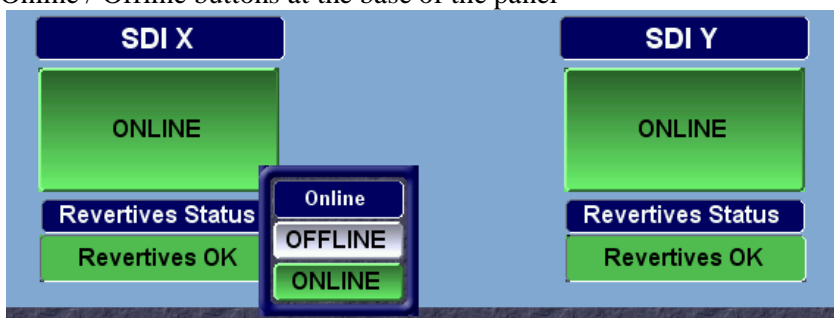 Online / Offline buttons at the base of the panel
SDI X
SDI Y
ONLINE
ONLINE
Revertives Status
Online
Revertives Status
OFFLINE
Revertives OK
Revertives OK
ONLINE